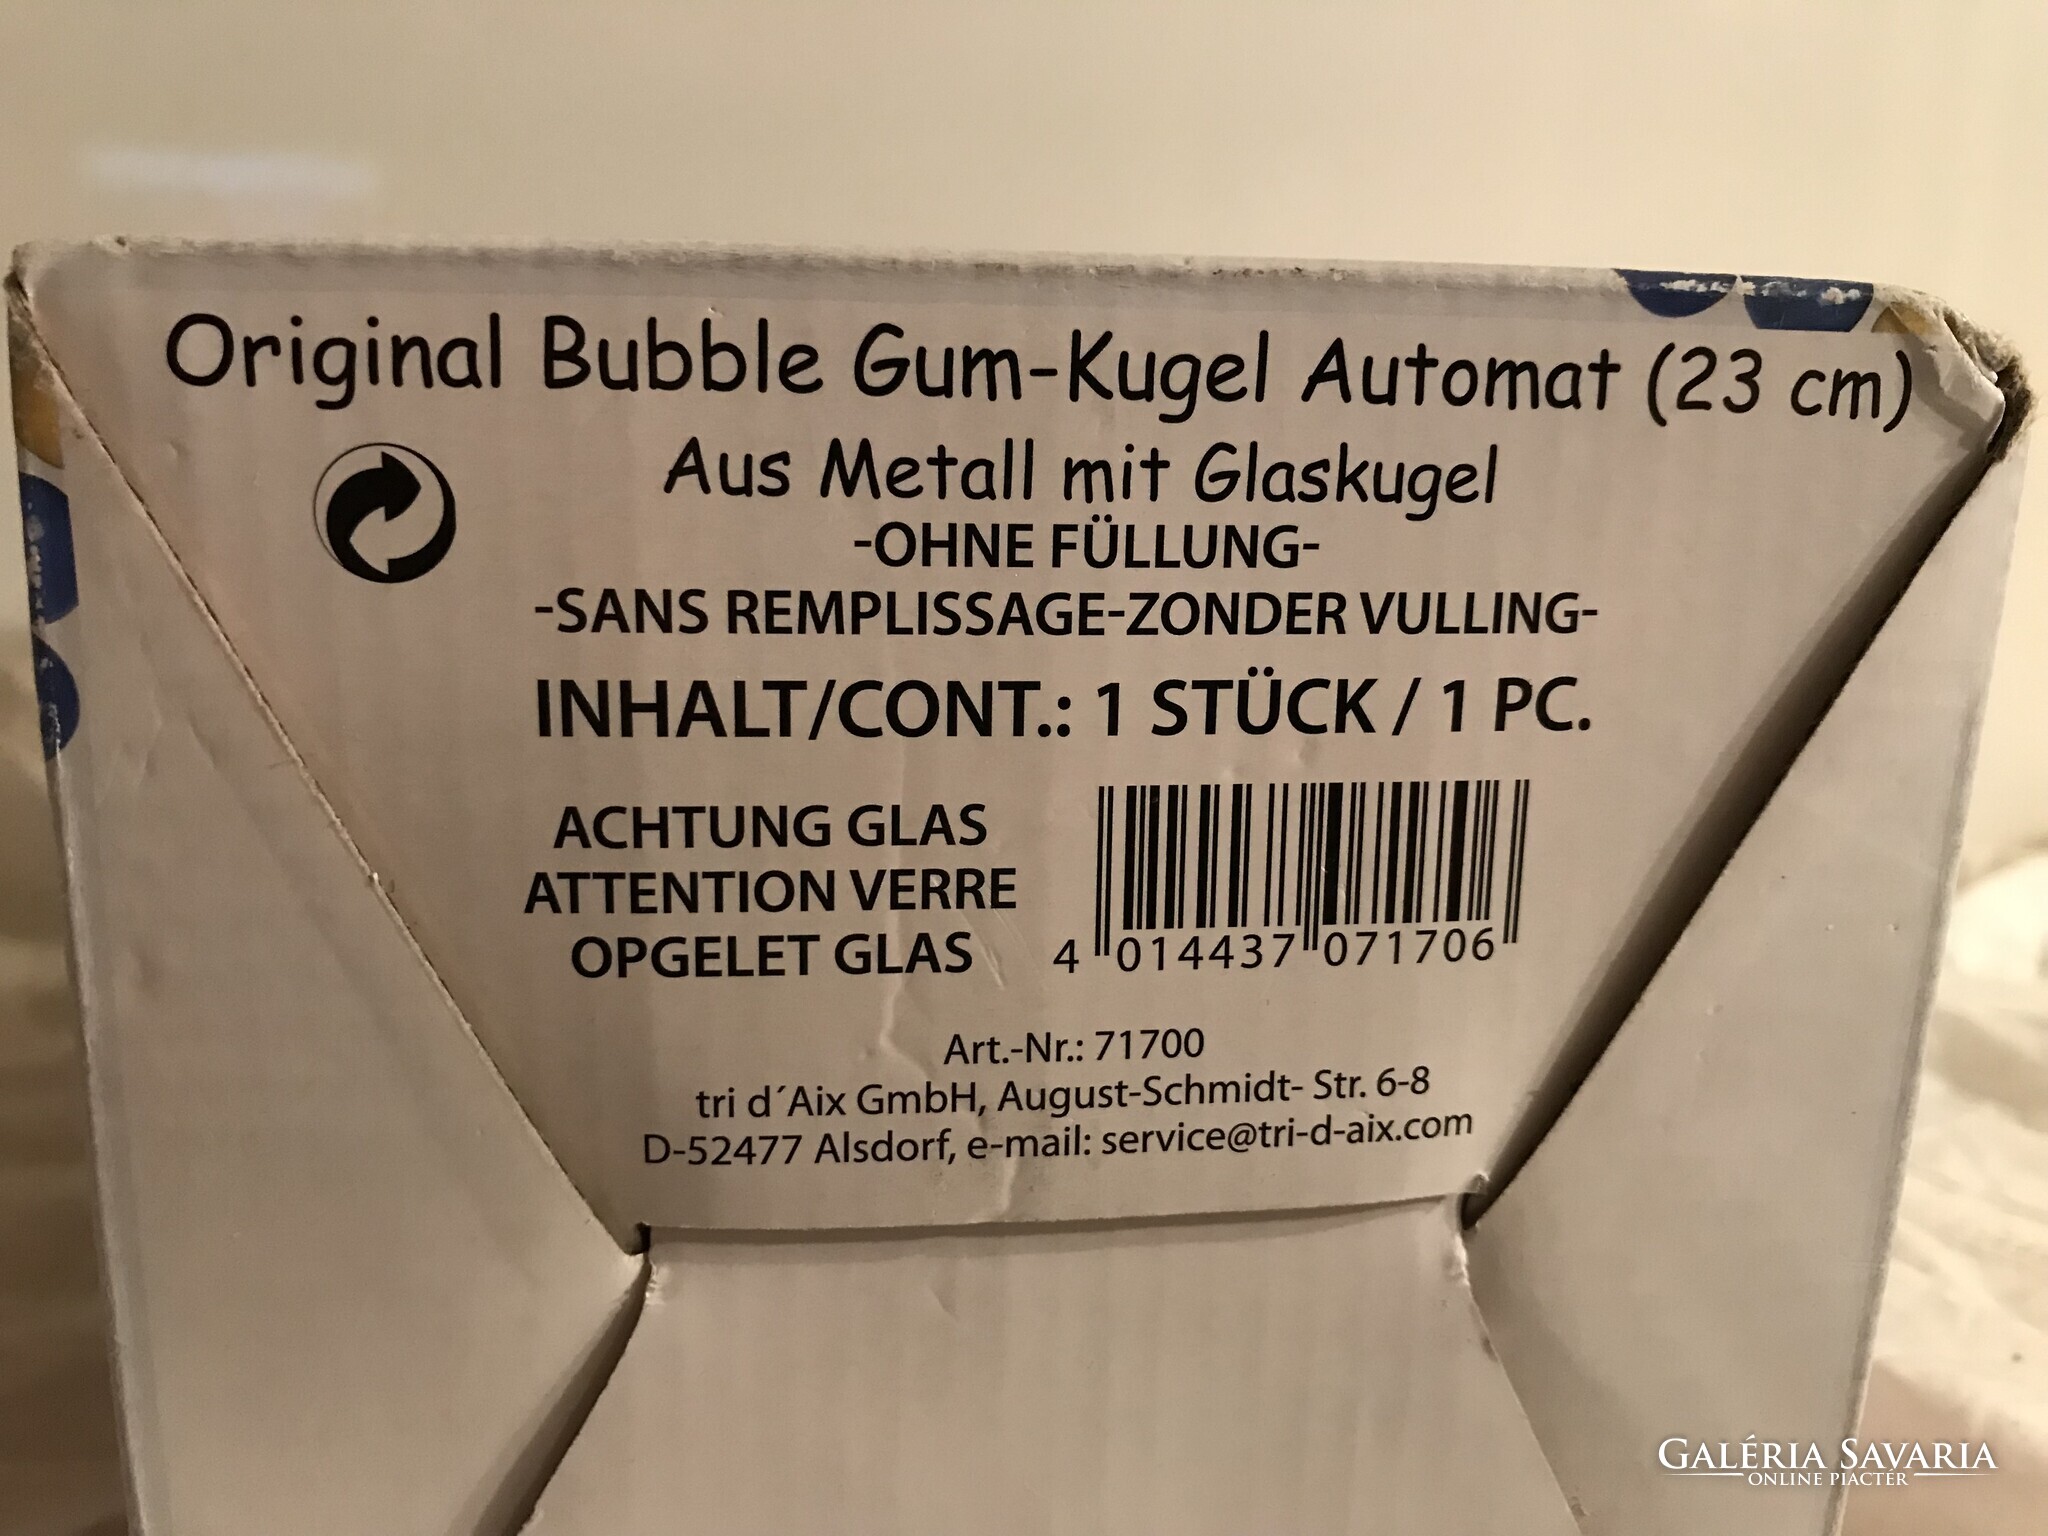 Original Bubble Gum-Kugel Automat (23 cm)
Aus Metall mit Glaskugel
-OHNE FÜLLUNG-
-SANS REMPLISSAGE-ZONDER VULLING-
INHALT/CONT.: 1 STÜCK / 1 PC.
ACHTUNG GLAS
ATTENTION VERRE
OPGELET GLAS
4 014437 071706
Art.-Nr.: 71700
tri d´Aix GmbH, August-Schmidt- Str. 6-8
D-52477 Alsdorf, e-mail: service@tri-d-aix.com
GALÉRIA SAVARIA
ONLINE PIACTÉR